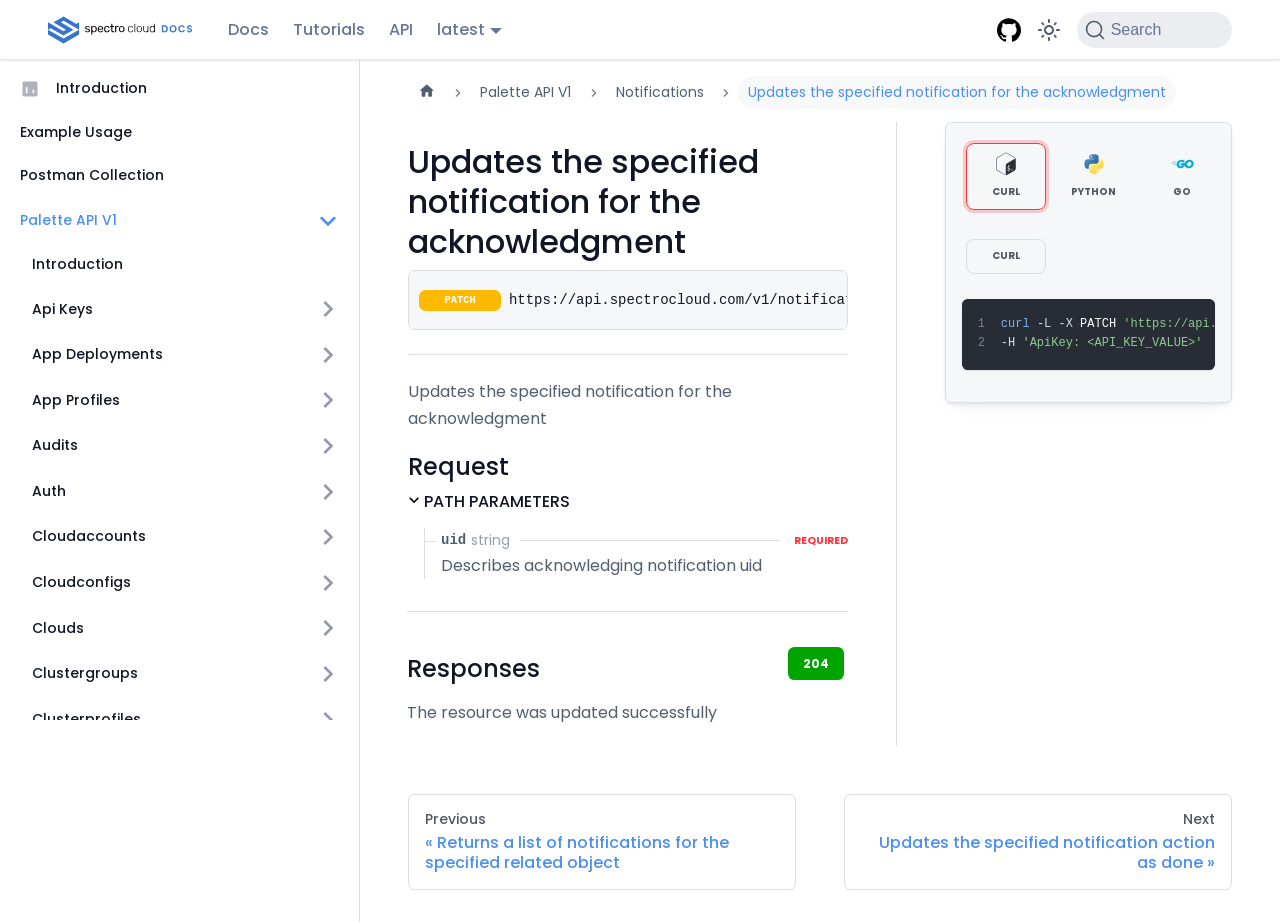 spectro cloud DOCS
Docs
Tutorials
API
latest
Search
Introduction
Example Usage
Postman Collection
Palette API V1
Introduction
Api Keys
App Deployments
App Profiles
Audits
Auth
Cloudaccounts
Cloudconfigs
Clouds
Clustergroups
Clusterprofiles
Palette API V1
Notifications
Updates the specified notification for the acknowledgment
Updates the specified
notification for the
acknowledgment
PATCH https://api.spectrocloud.com/v1/notificat
Updates the specified notification for the
acknowledgment
Request
PATH PARAMETERS
uid string REQUIRED
Describes acknowledging notification uid
Responses
204
The resource was updated successfully
CURL
PYTHON
GO
CURL
1 curl -L -X PATCH 'https://api.
2 -H 'ApiKey: <API_KEY_VALUE>'
Previous
« Returns a list of notifications for the
specified related object
Next
Updates the specified notification action
as done »